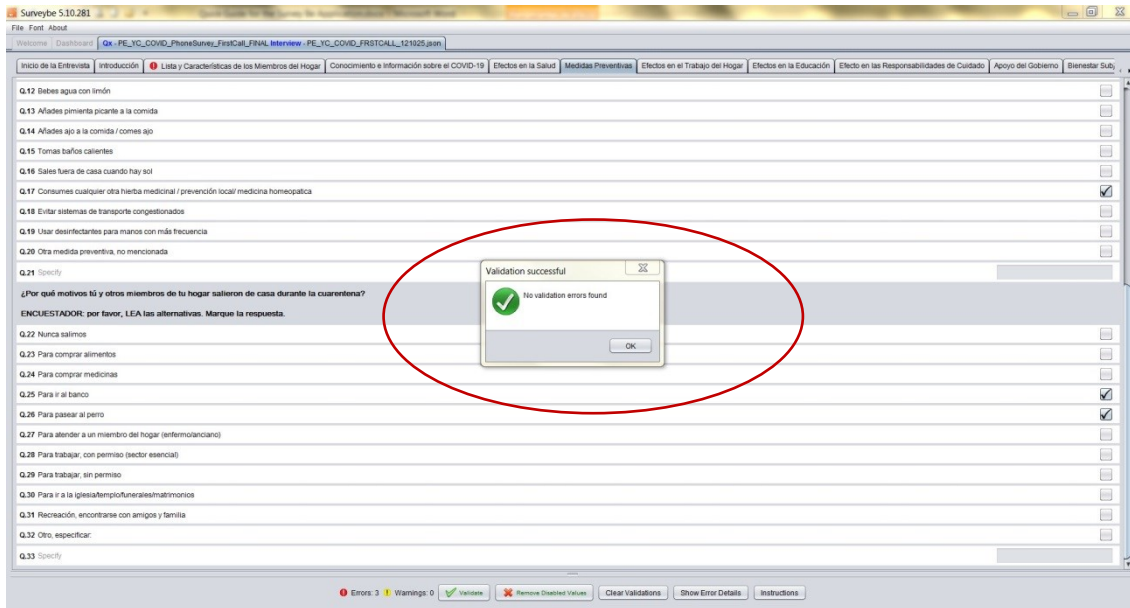 Surveybe 5.10.281
File Font About
Welcome Dashboard Qx - PE_YC_COVID_PhoneSurvey_FirstCall_FINAL Interview - PE_YC_COVID_FRSTCALL_121025.json
Inicio de la Entrevista Introducción Lista y Características de los Miembros del Hogar Conocimiento e Información sobre el COVID-19 Efectos en la Salud Medidas Preventivas Efectos en el Trabajo del Hogar Efectos en la Educación Efecto en las Responsabilidades de Cuidado Apoyo del Gobierno Bienestar Subj
Q.12 Bebes agua con limón
Q.13 Añades pimienta picante a la comida
Q.14 Añades ajo a la comida / comes ajo
Q.15 Tomas baños calientes
Q.16 Sales fuera de casa cuando hay sol
Q.17 Consumes cualquier otra hierba medicinal / prevención local/ medicina homeopatica
Q.18 Evitar sistemas de transporte congestionados
Q.19 Usar desinfectantes para manos con más frecuencia
Q.20 Otra medida preventiva, no mencionada
Q.21 Specify
Validation successful
No validation errors found
OK
¿Por qué motivos tú y otros miembros de tu hogar salieron de casa durante la cuarentena?
ENCUESTADOR: por favor, LEA las alternativas. Marque la respuesta.
Q.22 Nunca salimos
Q.23 Para comprar alimentos
Q.24 Para comprar medicinas
Q.25 Para ir al banco
Q.26 Para pasear al perro
Q.27 Para atender a un miembro del hogar (enfermo/anciano)
Q.28 Para trabajar, con permiso (sector esencial)
Q.29 Para trabajar, sin permiso
Q.30 Para ir a la iglesia/templo/funerales/matrimonios
Q.31 Recreación, encontrarse con amigos y familia
Q.32 Otro, especificar:
Q.33 Specify
Errors: 3 Warnings: 0 Validate Remove Disabled Values Clear Validations Show Error Details Instructions